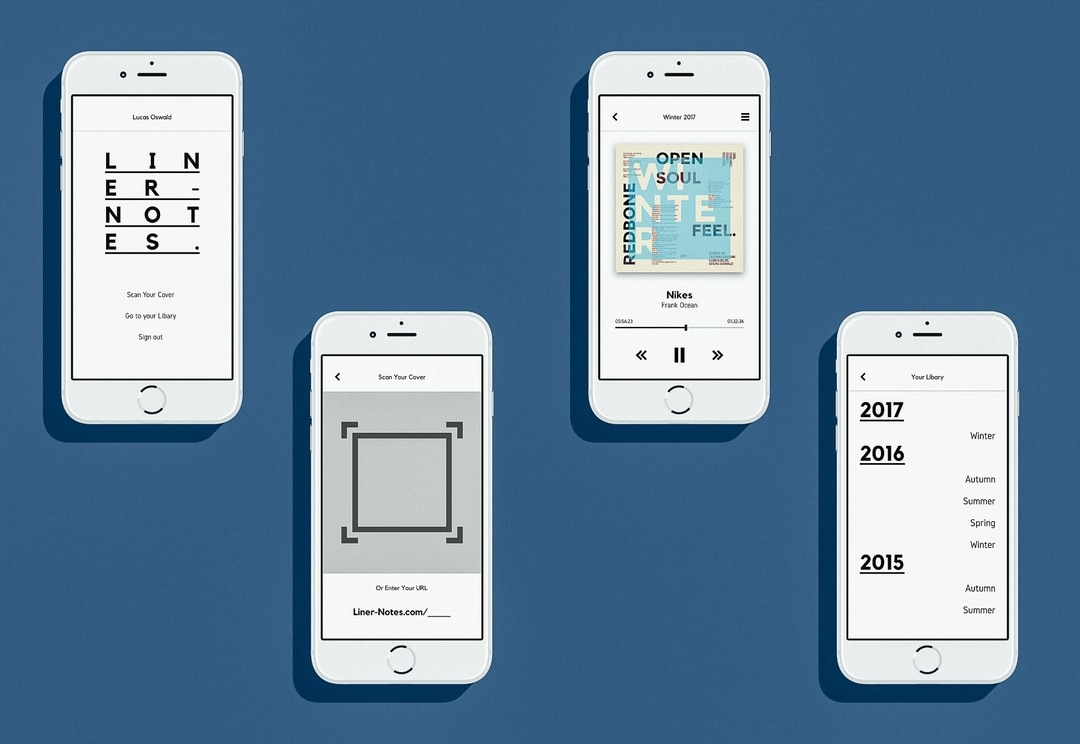 Lucas Oswald
L I N
E R -
N O T
E S .
Scan Your Cover
Go to your Libary
Sign out
Scan Your Cover
Or Enter Your URL
Liner-Notes.com/____
Winter 2017
OPEN
SOUL
WI
NTE
R
REDBONE
FEEL.
Nikes
Frank Ocean
00:56:23
01:32:36
Your Libary
2017
Winter
2016
Autumn
Summer
Spring
Winter
2015
Autumn
Summer